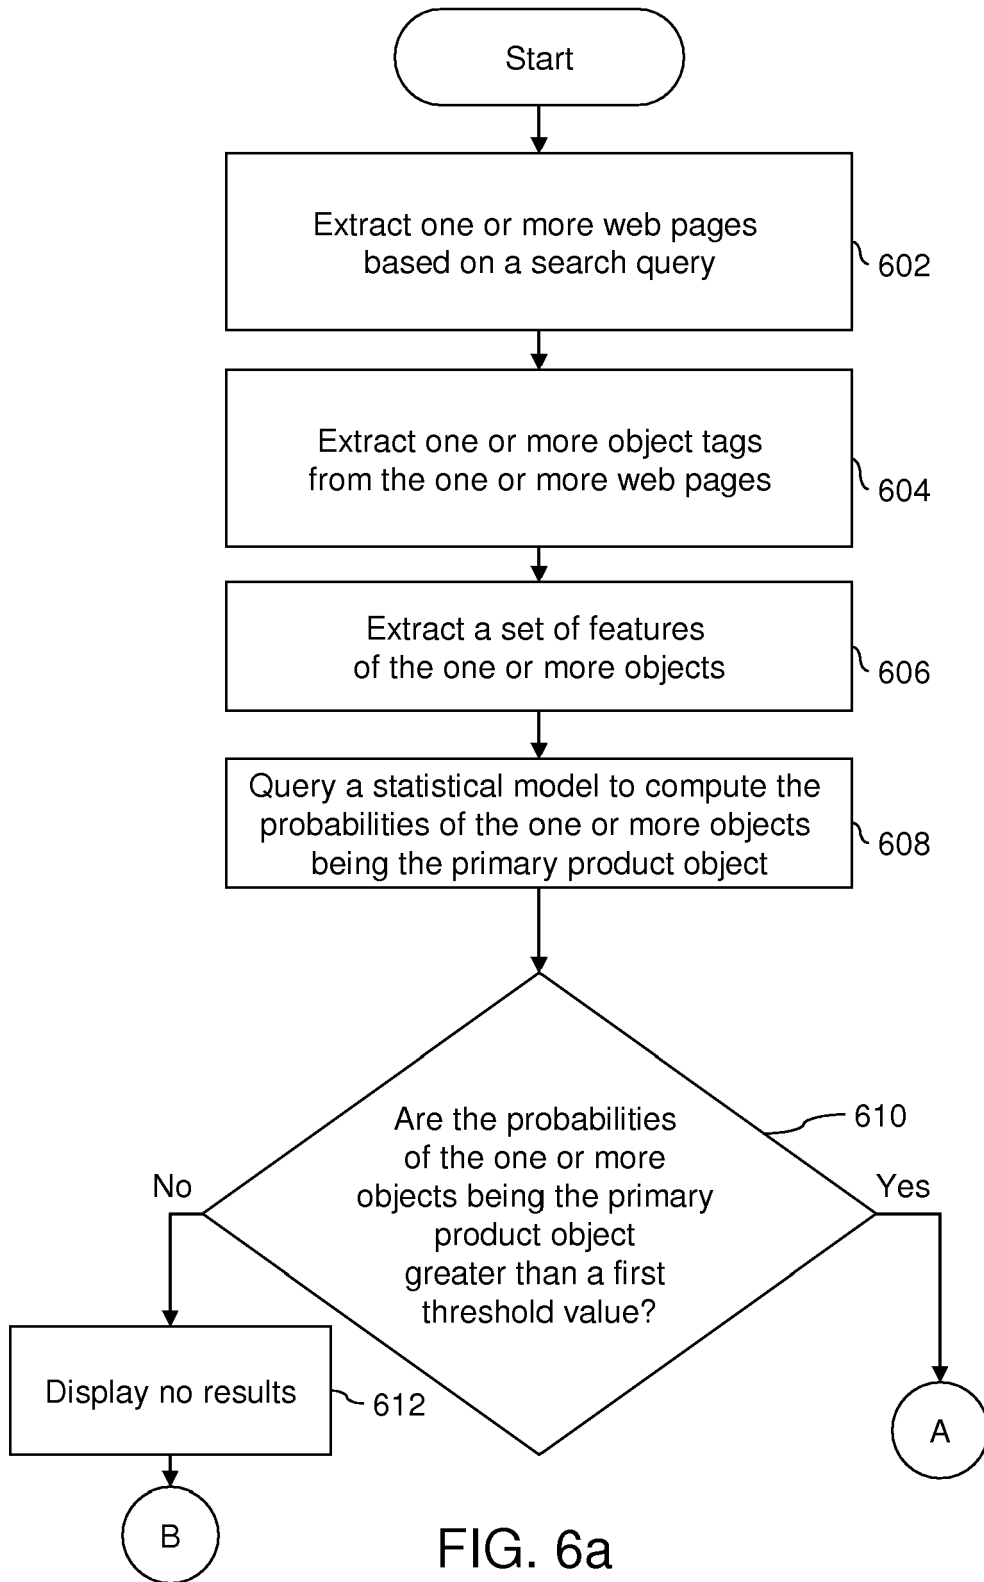 Start
Extract one or more web pages
based on a search query
602
Extract one or more object tags
from the one or more web pages
604
Extract a set of features
of the one or more objects
606
Query a statistical model to compute the
probabilities of the one or more objects
being the primary product object
608
Are the probabilities
of the one or more
objects being the primary
product object
greater than a first
threshold value?
610
No
Yes
Display no results
612
A
B
FIG. 6a